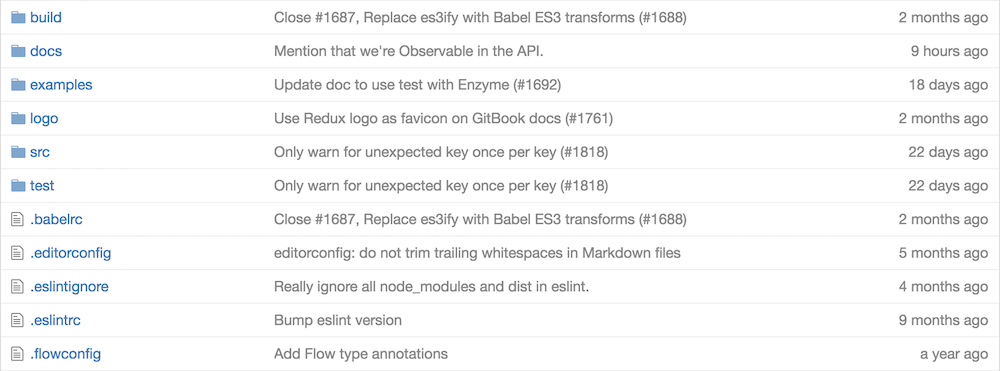 build Close #1687, Replace es3ify with Babel ES3 transforms (#1688) 2 months ago
docs Mention that we're Observable in the API. 9 hours ago
examples Update doc to use test with Enzyme (#1692) 18 days ago
logo Use Redux logo as favicon on GitBook docs (#1761) 2 months ago
src Only warn for unexpected key once per key (#1818) 22 days ago
test Only warn for unexpected key once per key (#1818) 22 days ago
.babelrc Close #1687, Replace es3ify with Babel ES3 transforms (#1688) 2 months ago
.editorconfig editorconfig: do not trim trailing whitespaces in Markdown files 5 months ago
.eslintignore Really ignore all node_modules and dist in eslint. 4 months ago
.eslintrc Bump eslint version 9 months ago
.flowconfig Add Flow type annotations a year ago